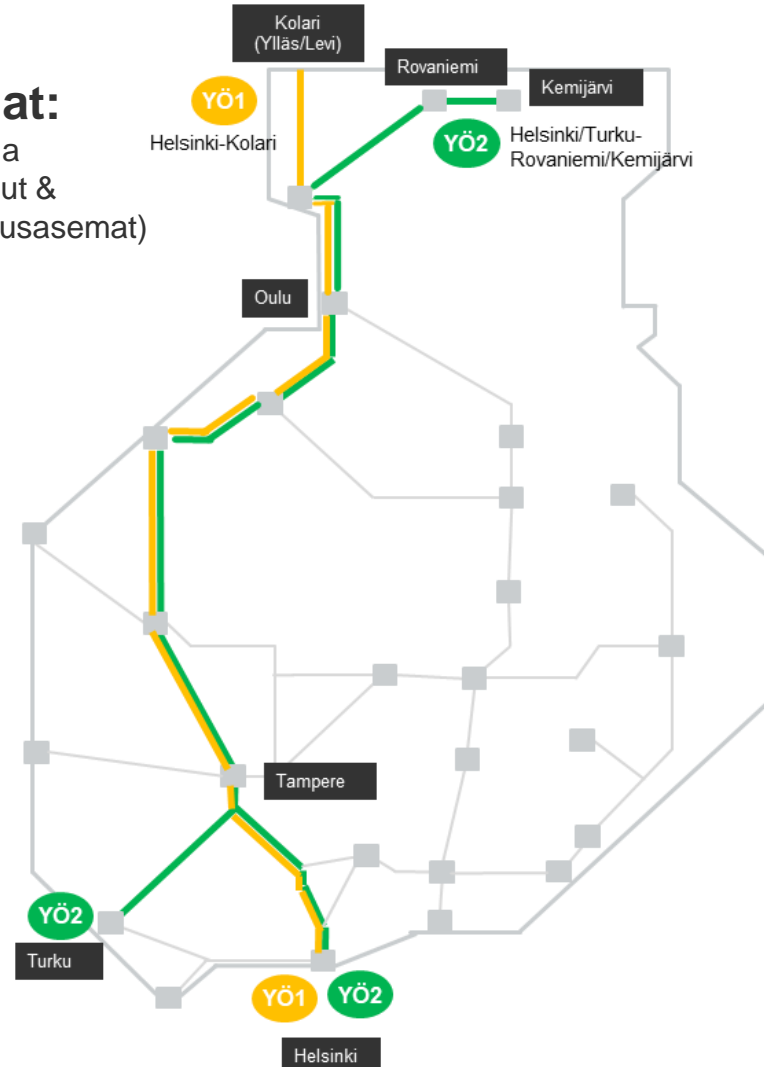 Kolari
(Ylläs/Levi)
Rovaniemi
Kemijärvi
at:
YÖ1
Helsinki-Kolari
YÖ2
Helsinki/Turku-
Rovaniemi/Kemijärvi
a
ut &
usasemat)
Oulu
Tampere
YÖ2
Turku
YÖ1
YÖ2
Helsinki